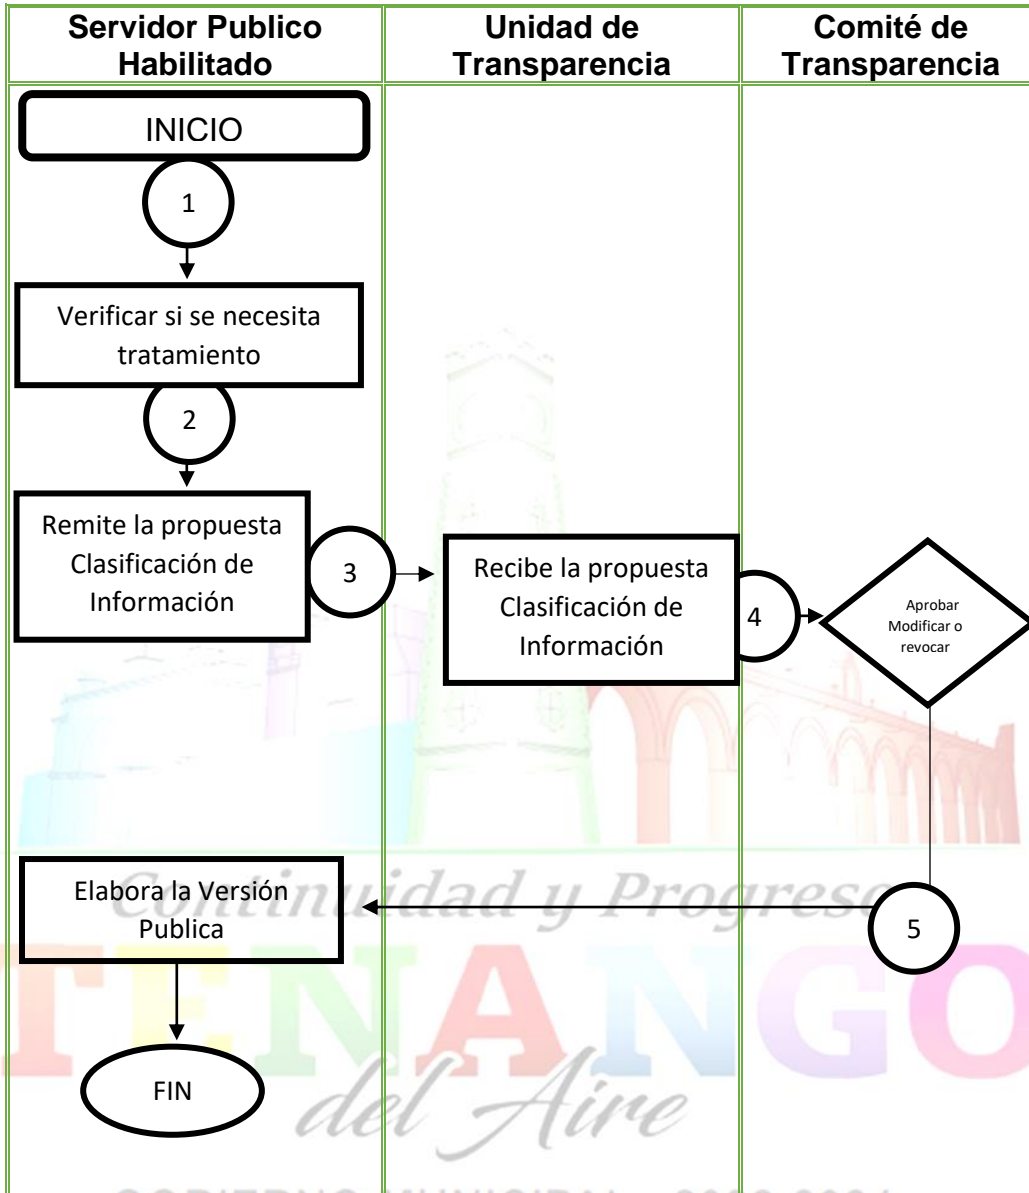 Servidor Publico
Habilitado
Unidad de
Transparencia
Comité de
Transparencia
INICIO
1
Verificar si se necesita
tratamiento
2
Remite la propuesta
Clasificación de
Información
3
Recibe la propuesta
Clasificación de
Información
4
Aprobar
Modificar o
revocar
5
Elabora la Versión
Publica
FIN
Continuidad y Progreso
TENANGO
del Aire